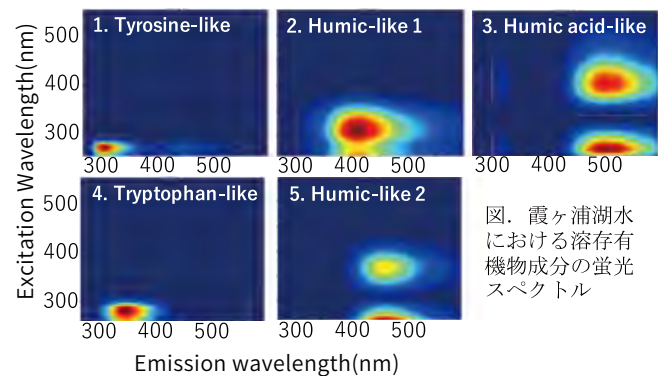 Excitation Wavelength(nm)
500
400
300
1. Tyrosine-like
2. Humic-like 1
3. Humic acid-like
300 400 500
300 400 500
300 400 500
500
400
300
4. Tryptophan-like
5. Humic-like 2
300 400 500
300 400 500
Emission wavelength(nm)
図．霞ヶ浦湖水
における溶存有
機物成分の蛍光
スペクトル